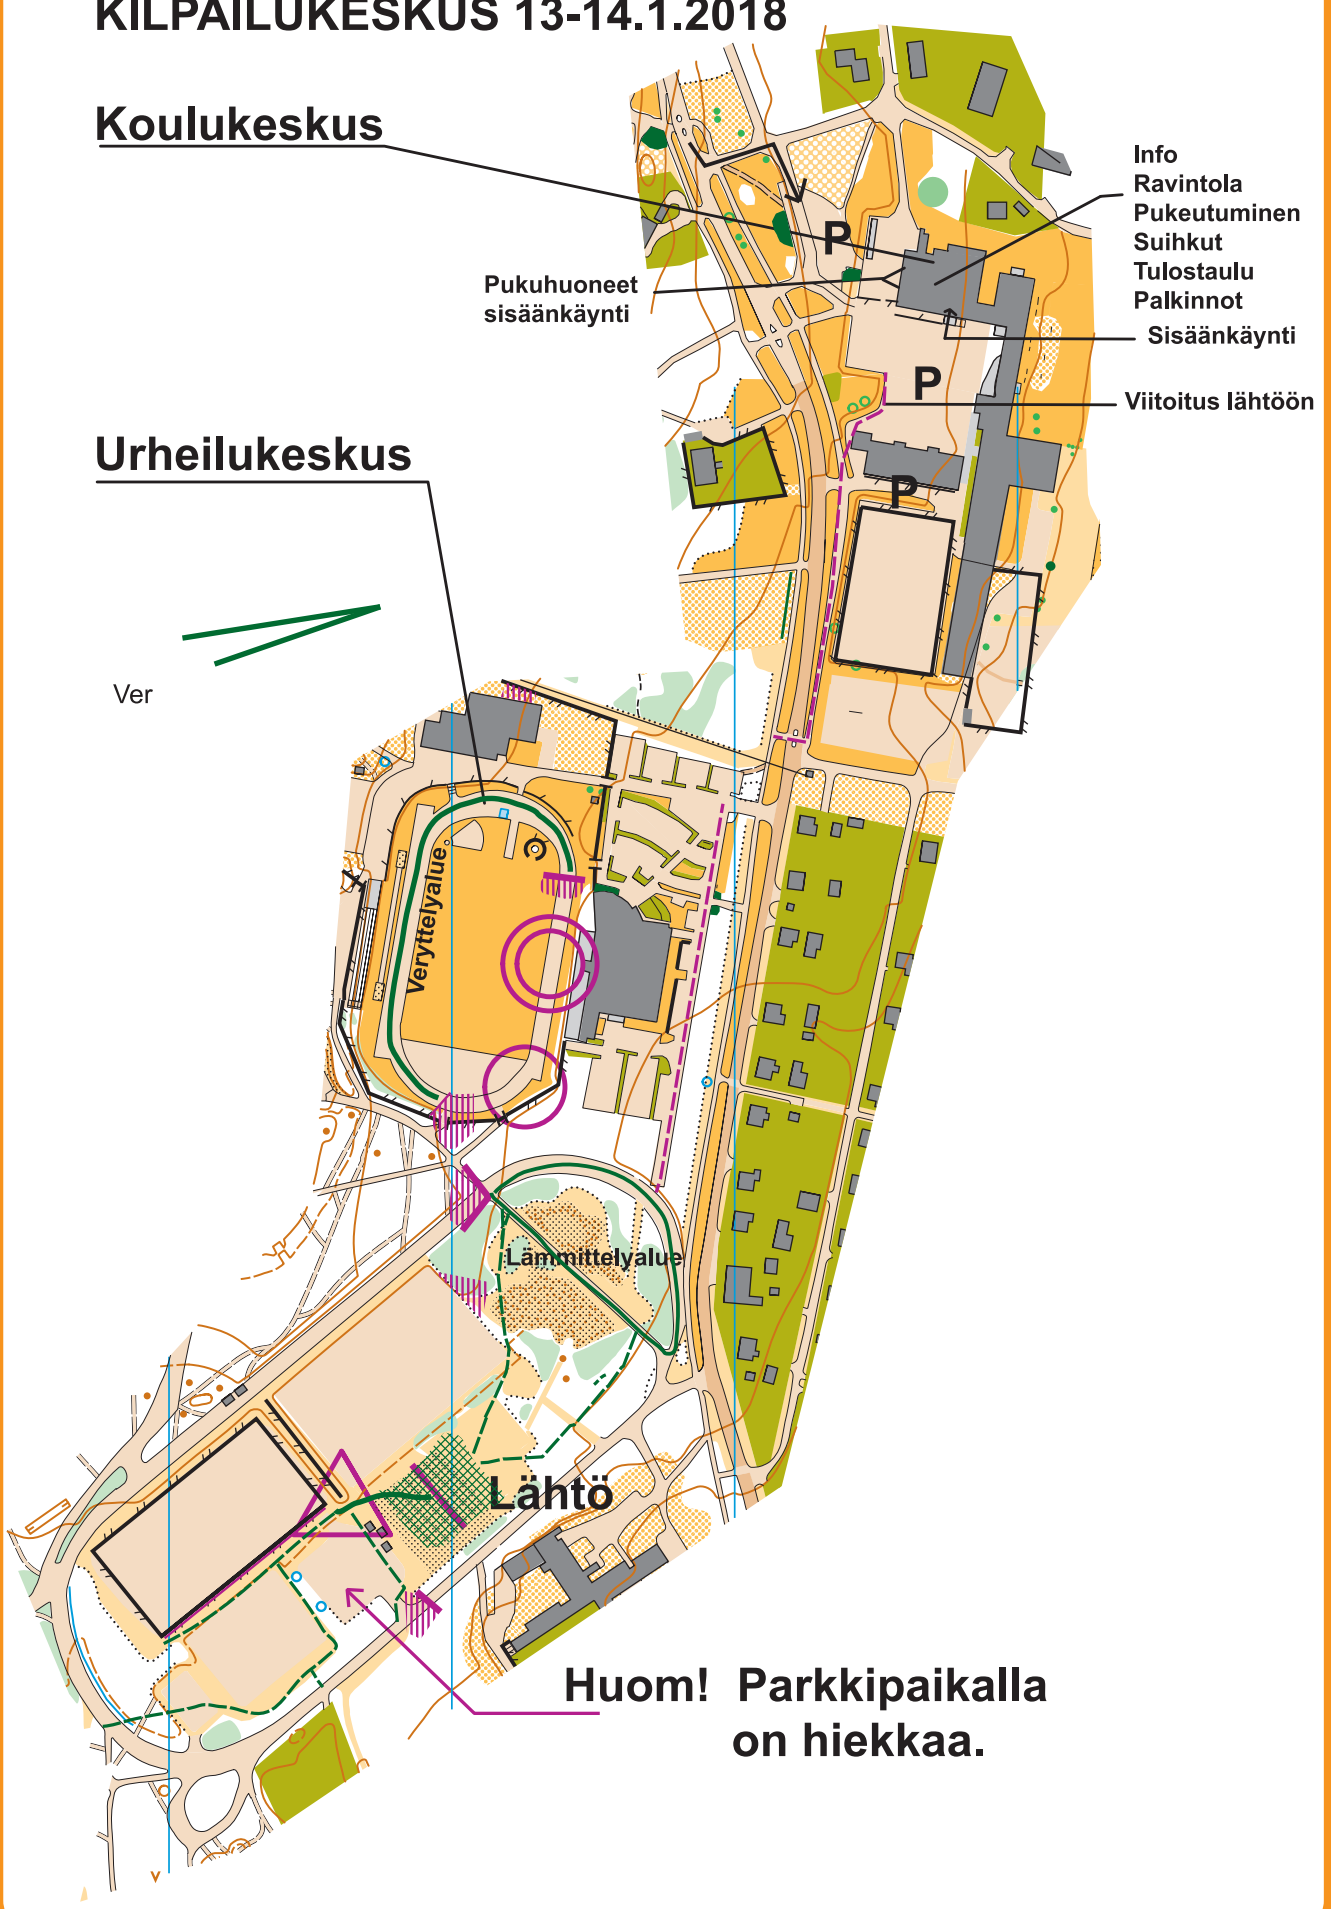 KILPAILUKESKUS 13-14.1.2018
Koulukeskus
Info
Ravintola
Pukeutuminen
Suihkut
Tulostaulu
Palkinnot
P
Pukuhuoneet
sisäänkäynti
Sisäänkäynti
P
Viitoitus lähtöön
Urheilukeskus
P
Ver
Veryttelyalue
Lämmittelyalue
Lähtö
Huom! Parkkipaikalla
on hiekkaa.